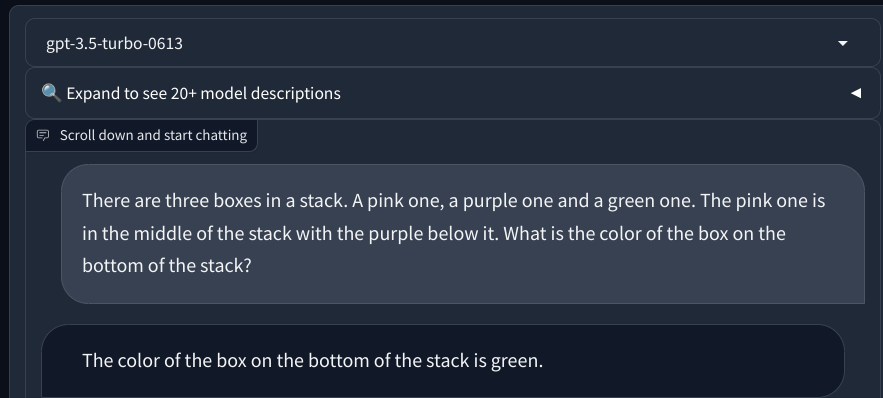 gpt-3.5-turbo-0613
🔍 Expand to see 20+ model descriptions
Scroll down and start chatting
There are three boxes in a stack. A pink one, a purple one and a green one. The pink one is
in the middle of the stack with the purple below it. What is the color of the box on the
bottom of the stack?
The color of the box on the bottom of the stack is green.